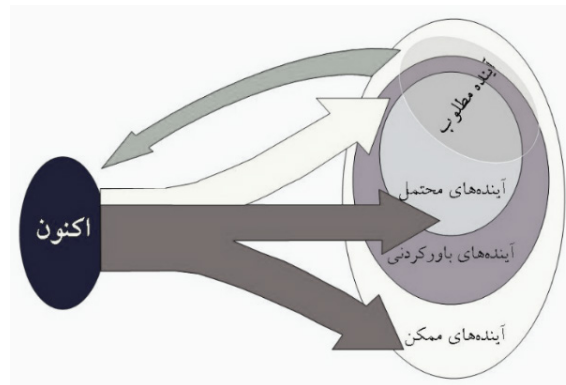 آینده مطلوب
آینده‌های محتمل
اکنون
آینده‌های باورکردنی
آینده‌های ممکن